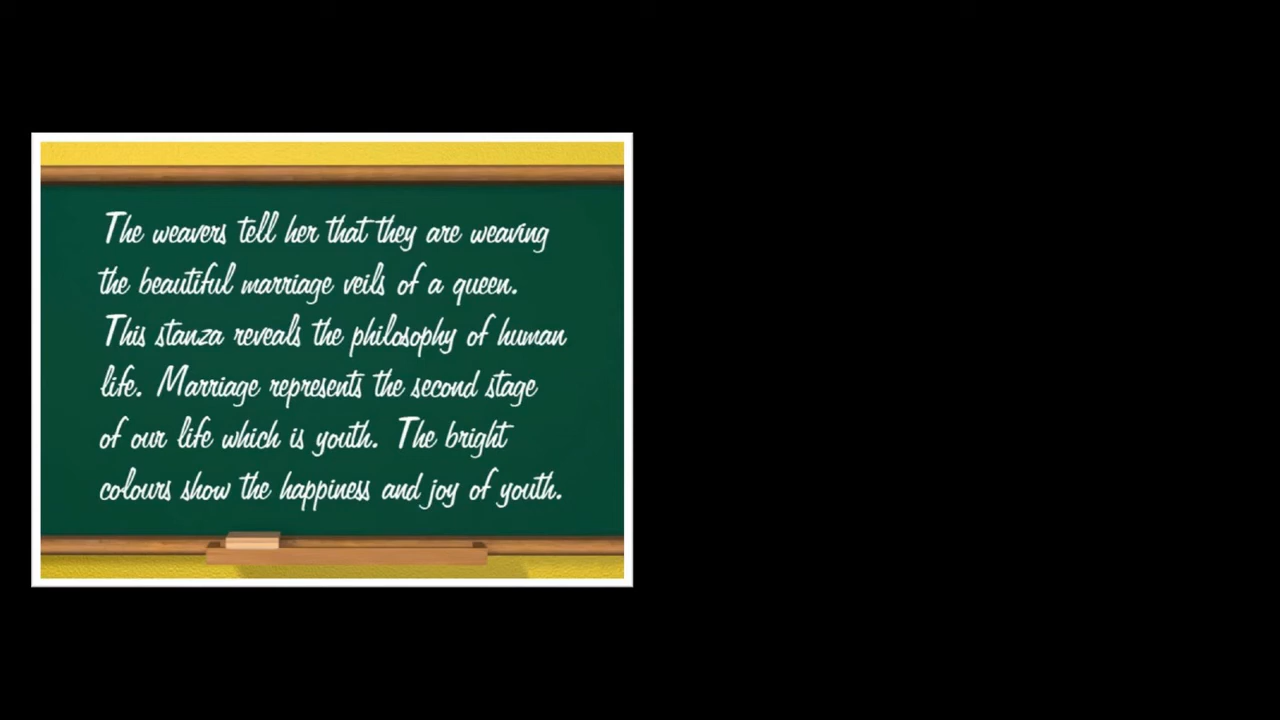 The weavers tell her that they are weaving
the beautiful marriage veils of a queen.
This stanza reveals the philosophy of human
life. Marriage represents the second stage
of our life which is youth. The bright
colours show the happiness and joy of youth.